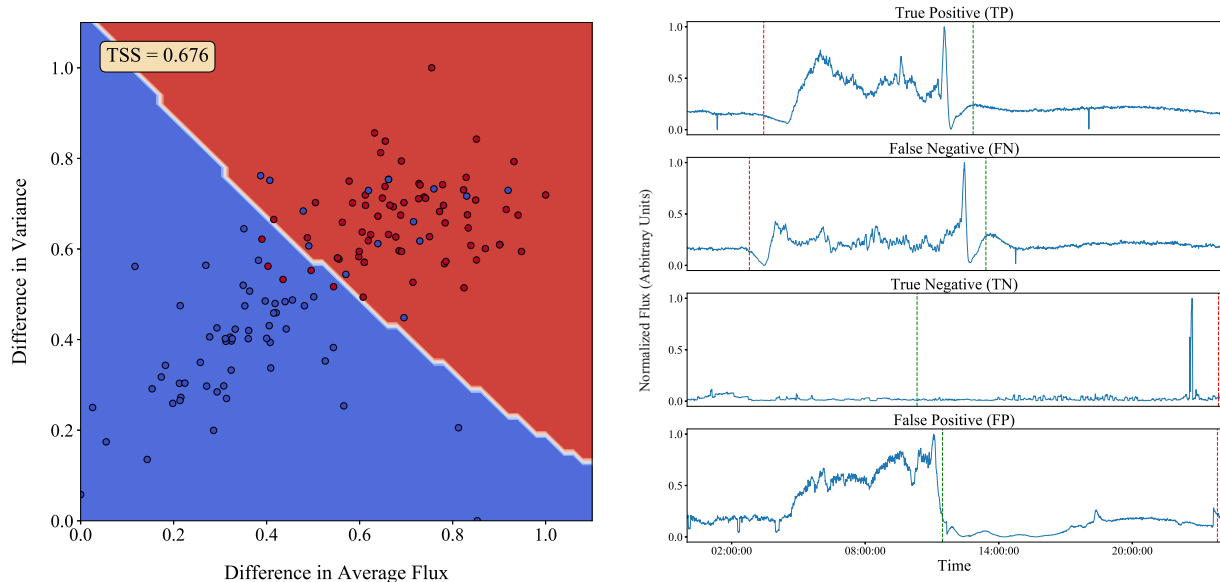 TSS = 0.676
Difference in Variance
1.0
0.8
0.6
0.4
0.2
0.0
0.0 0.2 0.4 0.6 0.8 1.0
Difference in Average Flux
Normalized Flux (Arbitrary Units)
True Positive (TP)
1.0
0.5
0.0
False Negative (FN)
1.0
0.5
0.0
True Negative (TN)
1.0
0.5
0.0
False Positive (FP)
1.0
0.5
0.0
02:00:00 08:00:00 14:00:00 20:00:00
Time